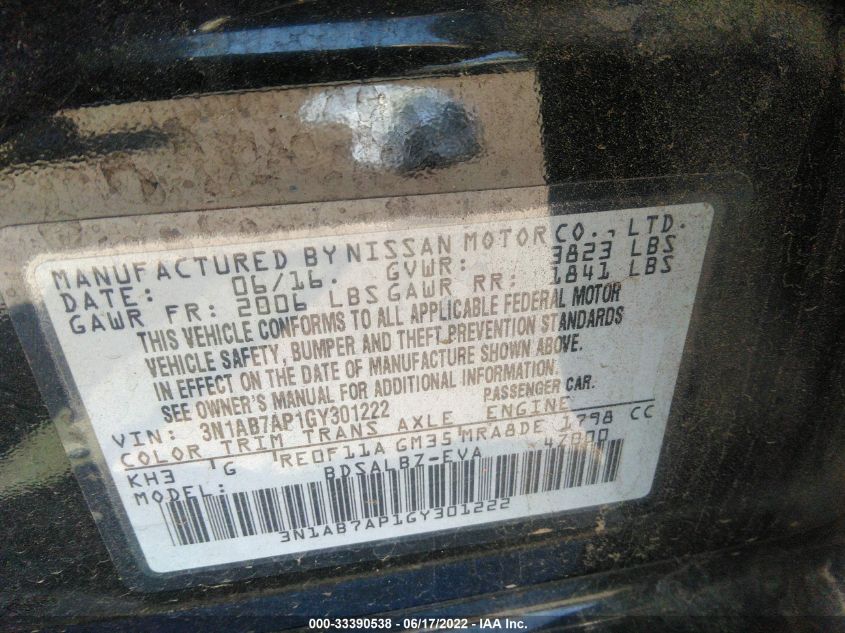 MANUFACTURED BY NISSAN MOTOR CO., LTD.
DATE: 06/16. GVWR: 3823 LBS
GAWR FR: 2006 LBS GAWR RR: 1841 LBS
THIS VEHICLE CONFORMS TO ALL APPLICABLE FEDERAL MOTOR
VEHICLE SAFETY, BUMPER AND THEFT PREVENTION STANDARDS
IN EFFECT ON THE DATE OF MANUFACTURE SHOWN ABOVE.
SEE OWNER'S MANUAL FOR ADDITIONAL INFORMATION.
VIN: 3N1AB7AP1GY301222 PASSENGER CAR.
COLOR TRIM TRANS AXLE ENGINE
KH3 G RE0F11A GM35 MRA8DE 1798 CC
MODEL: BDSALBZ-EVA 47000
3N1AB7AP1GY301222
000-33390538 - 06/17/2022 - IAA Inc.